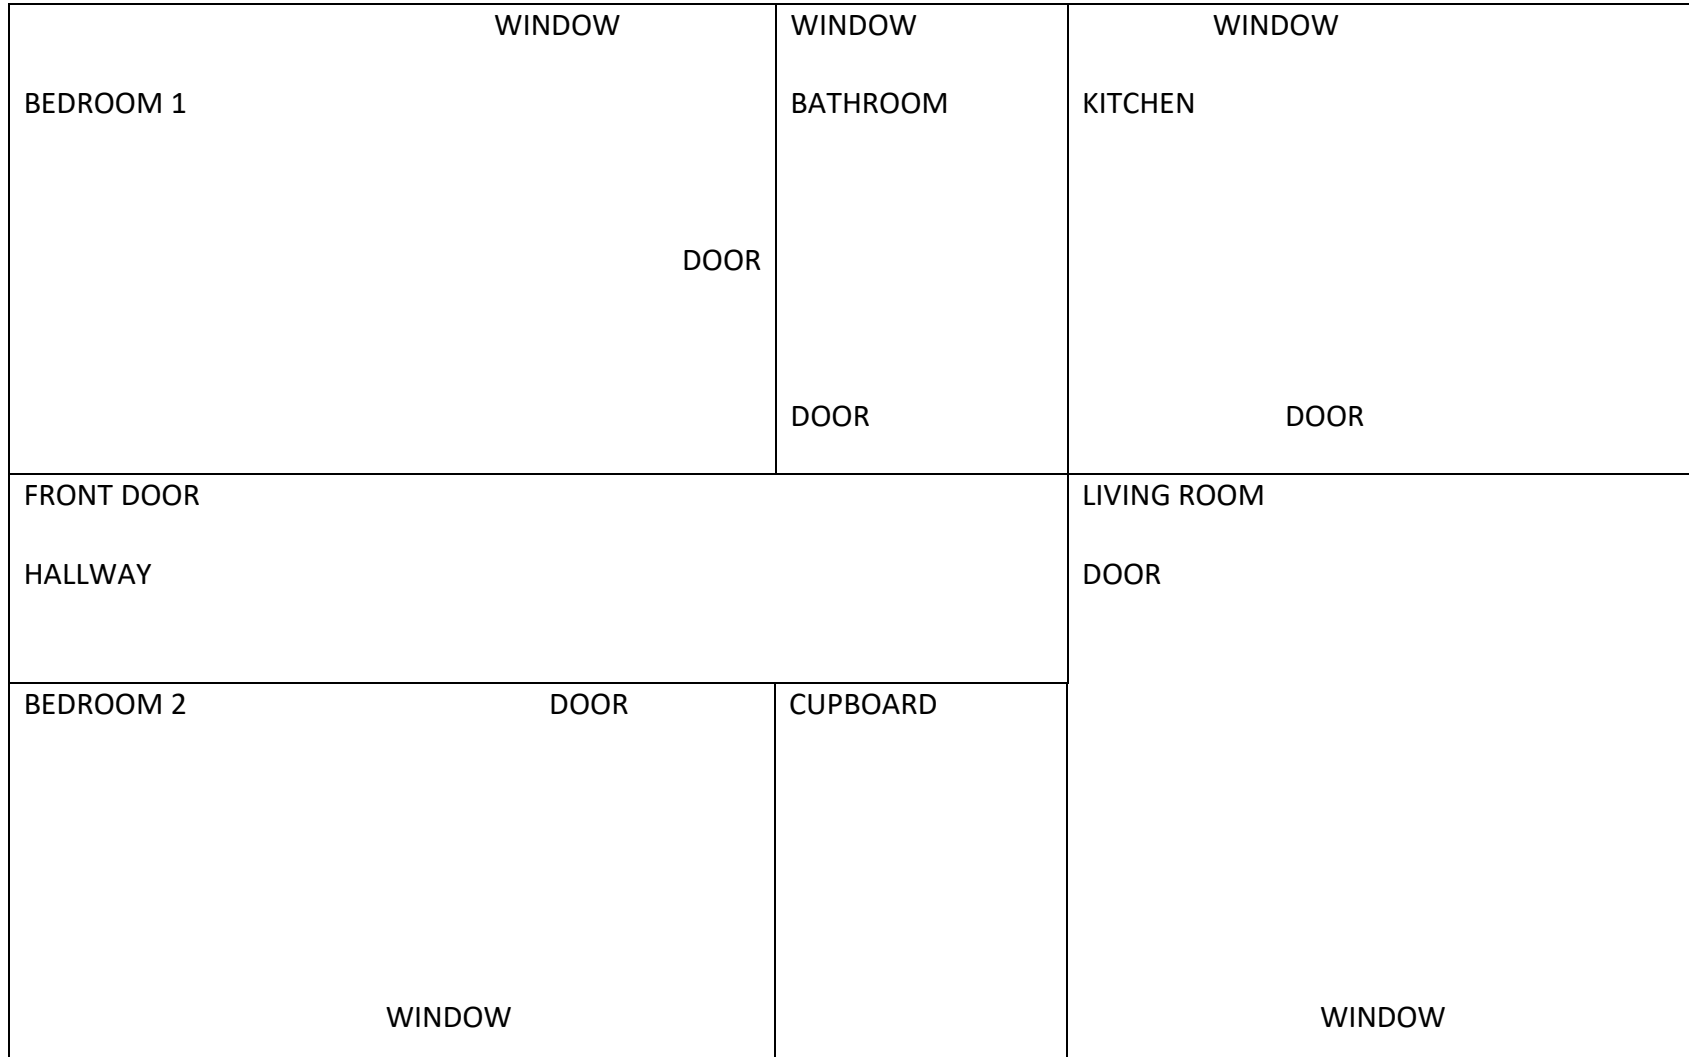 WINDOW WINDOW WINDOW
BEDROOM 1 BATHROOM KITCHEN
DOOR
DOOR DOOR
FRONT DOOR LIVING ROOM
HALLWAY DOOR
BEDROOM 2 DOOR CUPBOARD
WINDOW WINDOW